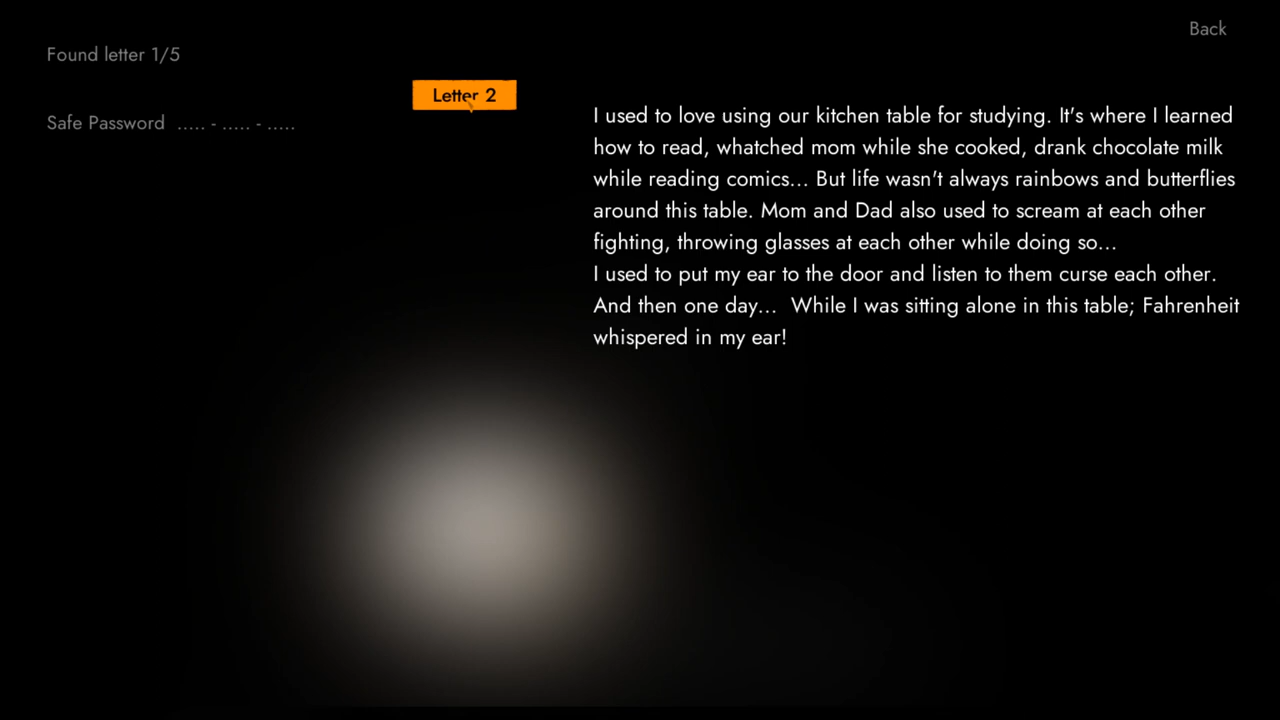 Back
Found letter 1/5
Letter 2
Safe Password ..... - ..... - .....
I used to love using our kitchen table for studying. It's where I learned
how to read, whatched mom while she cooked, drank chocolate milk
while reading comics... But life wasn't always rainbows and butterflies
around this table. Mom and Dad also used to scream at each other
fighting, throwing glasses at each other while doing so...
I used to put my ear to the door and listen to them curse each other.
And then one day...  While I was sitting alone in this table; Fahrenheit
whispered in my ear!